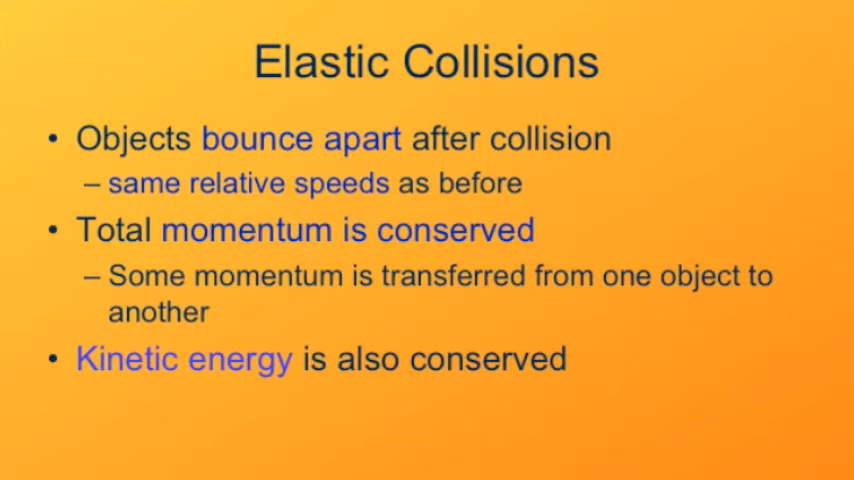 Elastic Collisions
• Objects bounce apart after collision
– same relative speeds as before
• Total momentum is conserved
– Some momentum is transferred from one object to
another
• Kinetic energy is also conserved